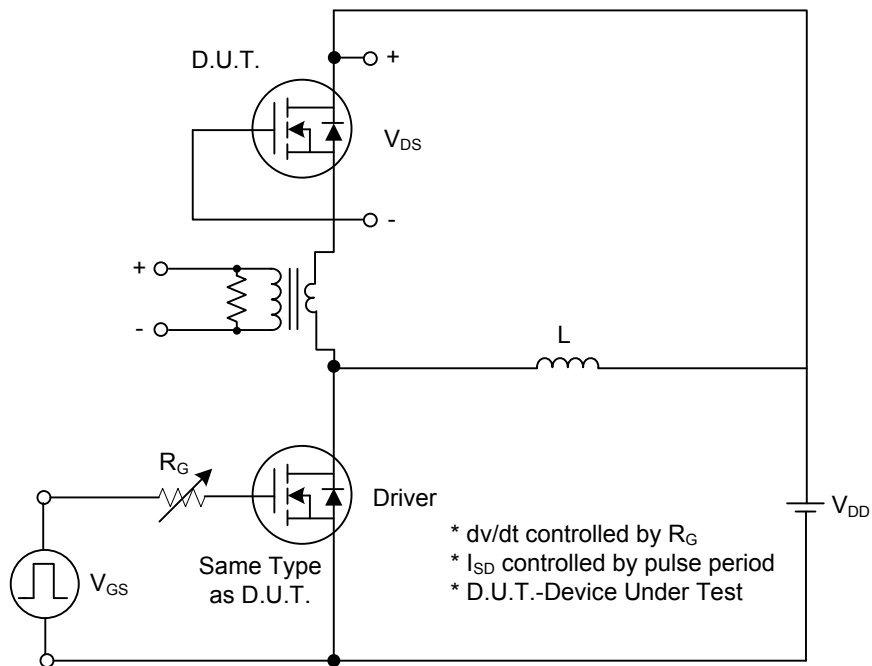 D.U.T.
+
V_DS
-
+
-
L
R_G
Driver
V_DD
V_GS
Same Type
as D.U.T.
* dv/dt controlled by R_G
* I_SD controlled by pulse period
* D.U.T.-Device Under Test